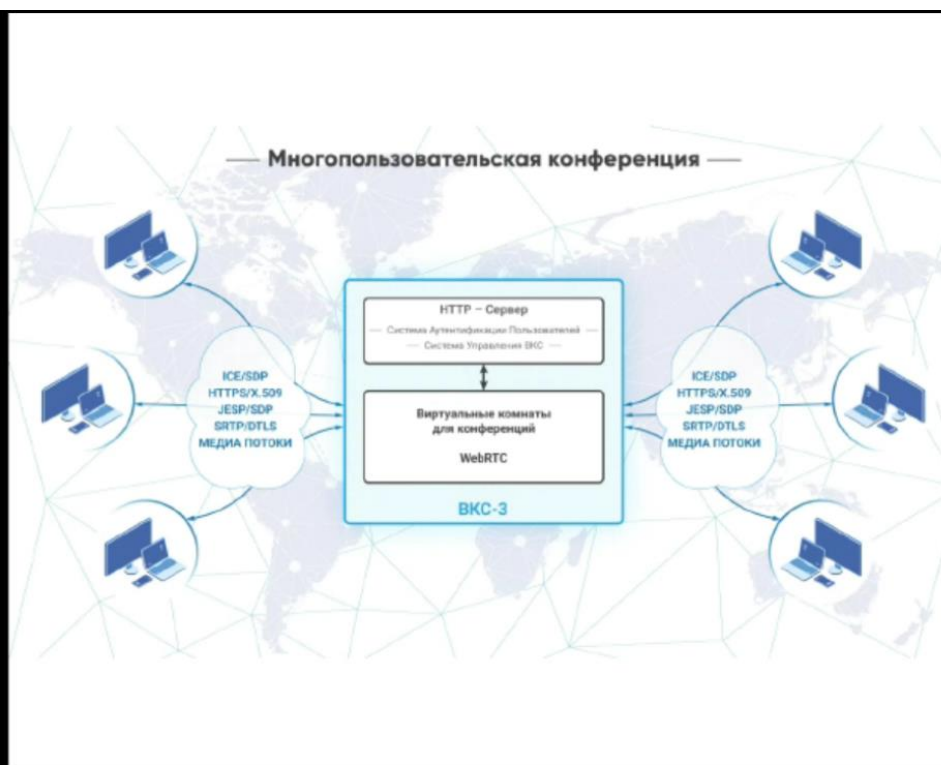 Многопользовательская конференция
HTTP – Сервер
Система Аутентификации Пользователей
Система Управления ВКС
ICE/SDP
HTTPS/X.509
JESP/SDP
SRTP/DTLS
МЕДИА ПОТОКИ
Виртуальные комнаты
для конференций
WebRTC
ВКС-3
ICE/SDP
HTTPS/X.509
JESP/SDP
SRTP/DTLS
МЕДИА ПОТОКИ